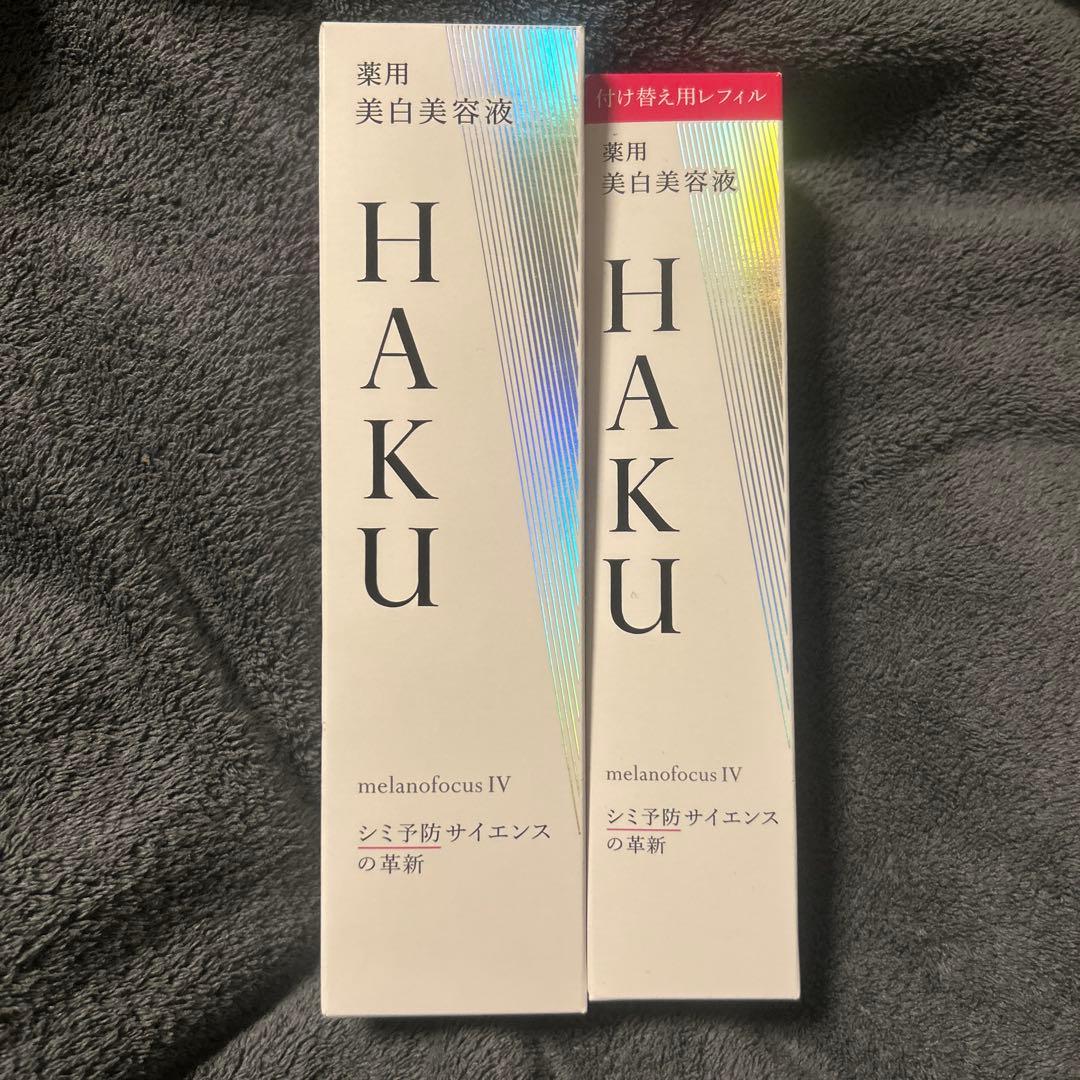 薬用
美白美容液
HAKU
melanofocus IV
シミ予防サイエンス
の革新
付け替え用レフィル
薬用
美白美容液
HAKU
melanofocus IV
シミ予防サイエンス
の革新